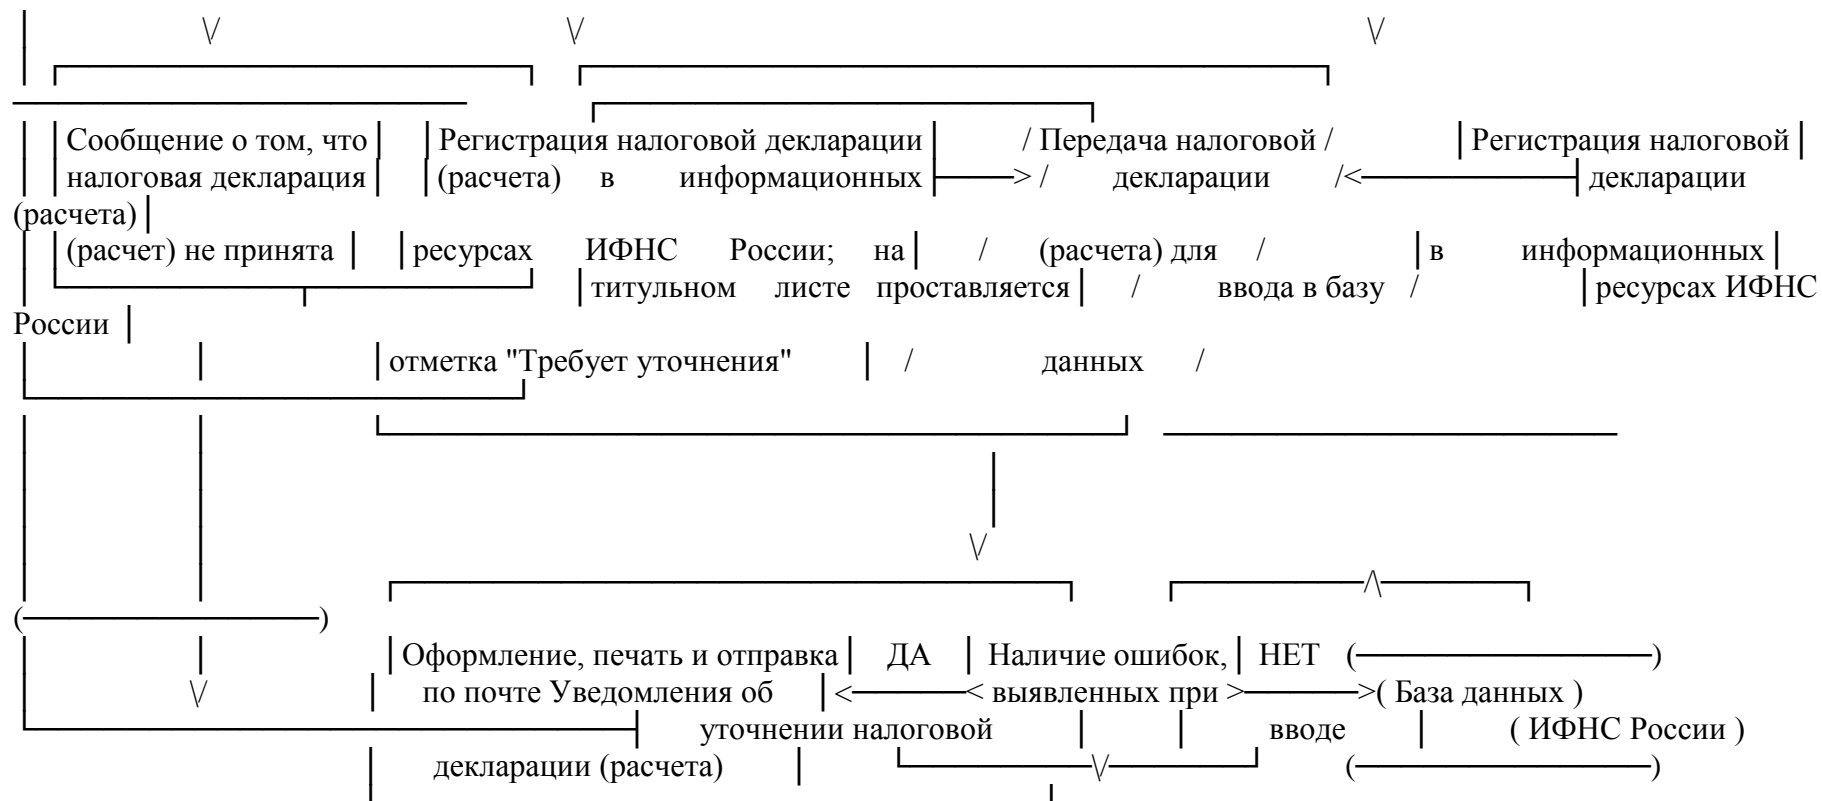 Сообщение о том, что Регистрация налоговой декларации / Передача налоговой / Регистрация налоговой
налоговая декларация (расчета) в информационных > / декларации /< декларации
(расчета)
(расчет) не принята ресурсах ИФНС России; на / (расчета) для / в информационных
титульном листе проставляется / ввода в базу / ресурсах ИФНС
России
отметка "Требует уточнения" / данных /
Оформление, печать и отправка ДА Наличие ошибок, НЕТ
по почте Уведомления об < < выявленных при > >( База данных )
уточнении налоговой вводе ( ИФНС России )
декларации (расчета)